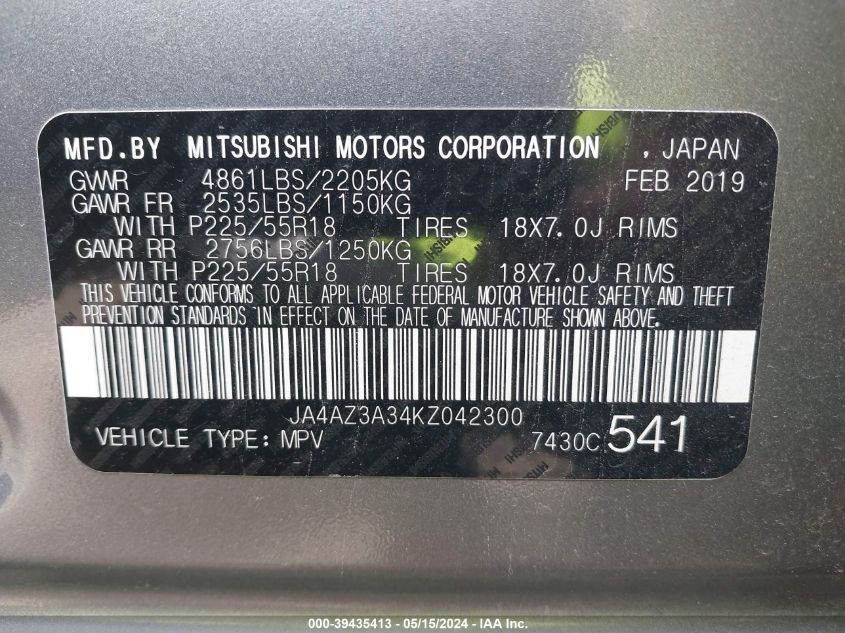 MFD.BY MITSUBISHI MOTORS CORPORATION , JAPAN
GVWR 4861LBS/2205KG FEB 2019
GAWR FR 2535LBS/1150KG
WITH P225/55R18 TIRES 18X7.0J RIMS
GAWR RR 2756LBS/1250KG
WITH P225/55R18 TIRES 18X7.0J RIMS
THIS VEHICLE CONFORMS TO ALL APPLICABLE FEDERAL MOTOR VEHICLE SAFETY AND THEFT
PREVENTION STANDARDS IN EFFECT ON THE DATE OF MANUFACTURE SHOWN ABOVE.
JA4AZ3A34KZ042300
VEHICLE TYPE: MPV 7430C 541
000-39435413 - 05/15/2024 - IAA, Inc.